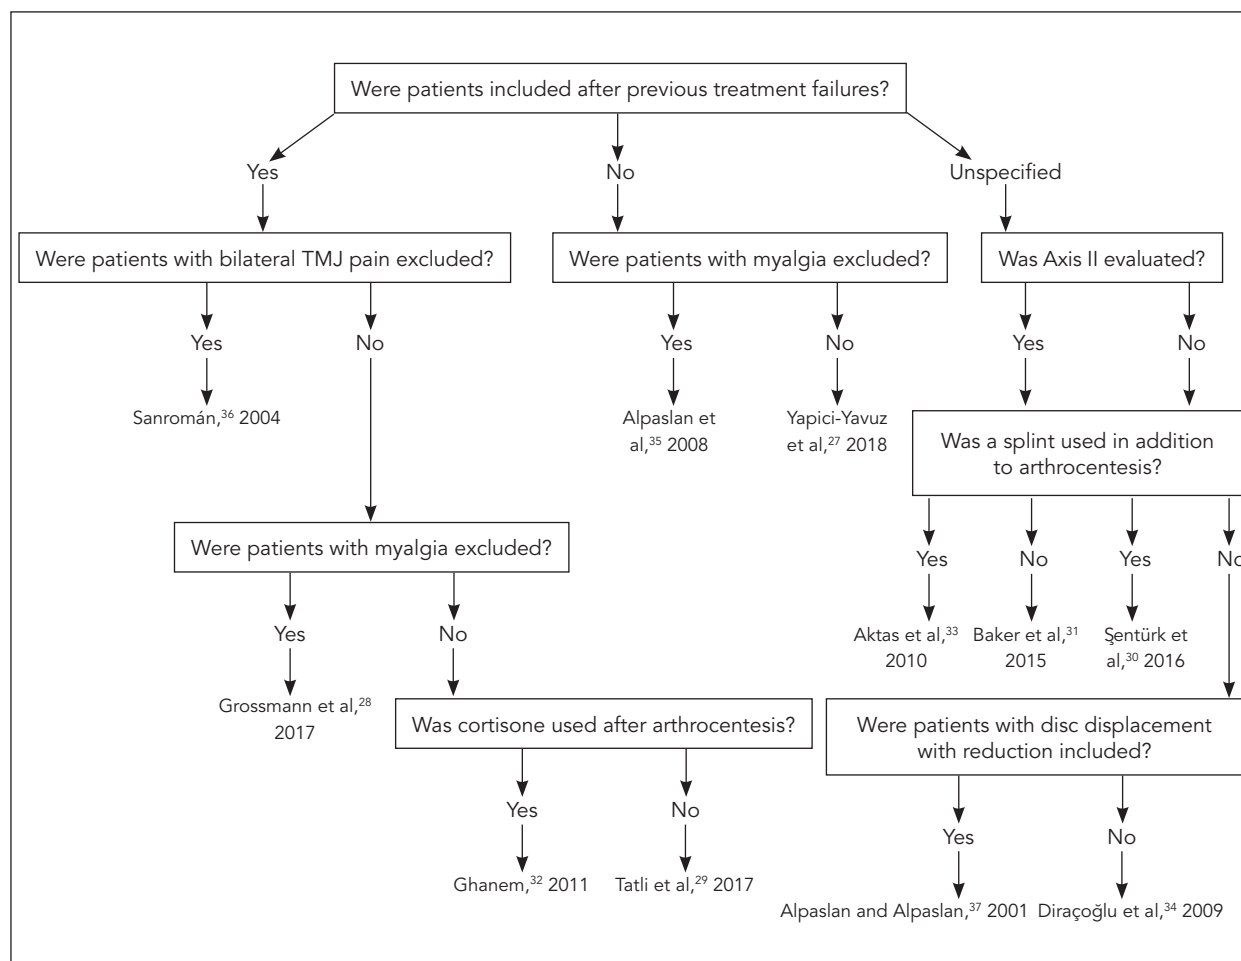 Were patients included after previous treatment failures?
Yes
No
Unspecified
Were patients with bilateral TMJ pain excluded?
Were patients with myalgia excluded?
Was Axis II evaluated?
Yes
No
Yes
No
Yes
No
Sanromán,³⁶ 2004
Alpaslan et
al,³⁵ 2008
Yapici-Yavuz
et al,²⁷ 2018
Was a splint used in addition
to arthrocentesis?
Were patients with myalgia excluded?
Yes
No
Yes
No
Aktas et al,³³
2010
Baker et al,³¹
2015
Şentürk et
al,³⁰ 2016
Yes
No
Grossmann et al,²⁸
2017
Was cortisone used after arthrocentesis?
Were patients with disc displacement
with reduction included?
Yes
No
Yes
No
Ghanem,³² 2011
Tatli et al,²⁹ 2017
Alpaslan and Alpaslan,³⁷ 2001
Diraçoğlu et al,³⁴ 2009